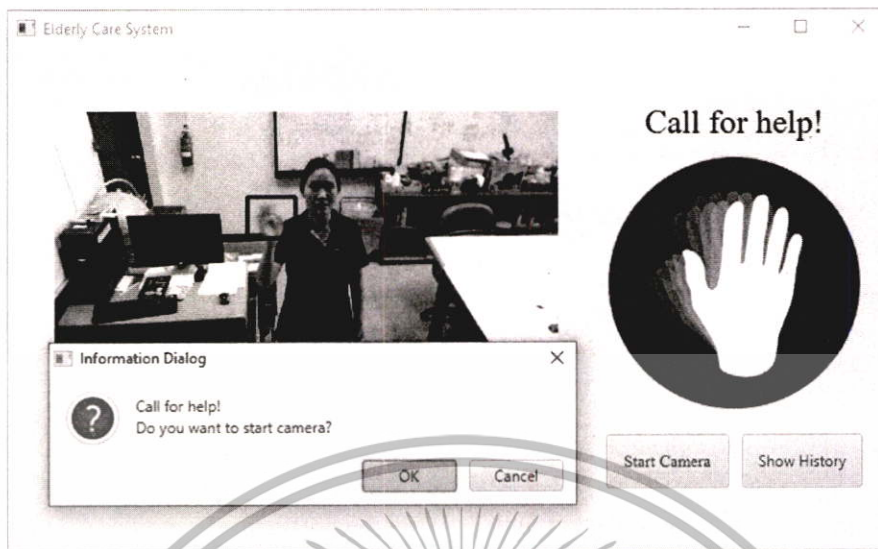 Elderly Care System
Call for help!
Information Dialog
Call for help!
Do you want to start camera?
OK
Cancel
Start Camera
Show History